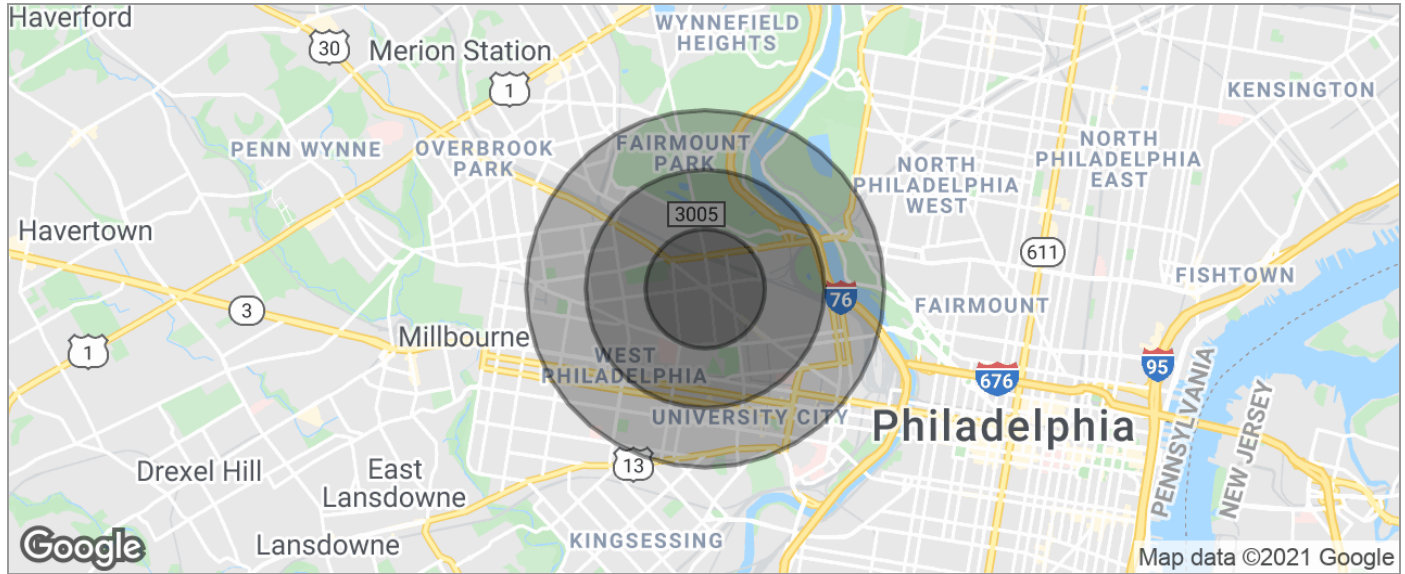 Haverford
WYNNEFIELD
HEIGHTS
30
Merion Station
1
KENSINGTON
PENN WYNNE
OVERBROOK
PARK
FAIRMOUNT
PARK
NORTH
PHILADELPHIA
EAST
NORTH
PHILADELPHIA
WEST
3005
Havertown
611
FISHTOWN
3
76
FAIRMOUNT
Millbourne
1
WEST
PHILADELPHIA
95
676
UNIVERSITY CITY
Philadelphia
PENNSYLVANIA
NEW JERSEY
13
Drexel Hill
East
Lansdowne
Lansdowne
KINGSESSING
Google
Map data ©2021 Google